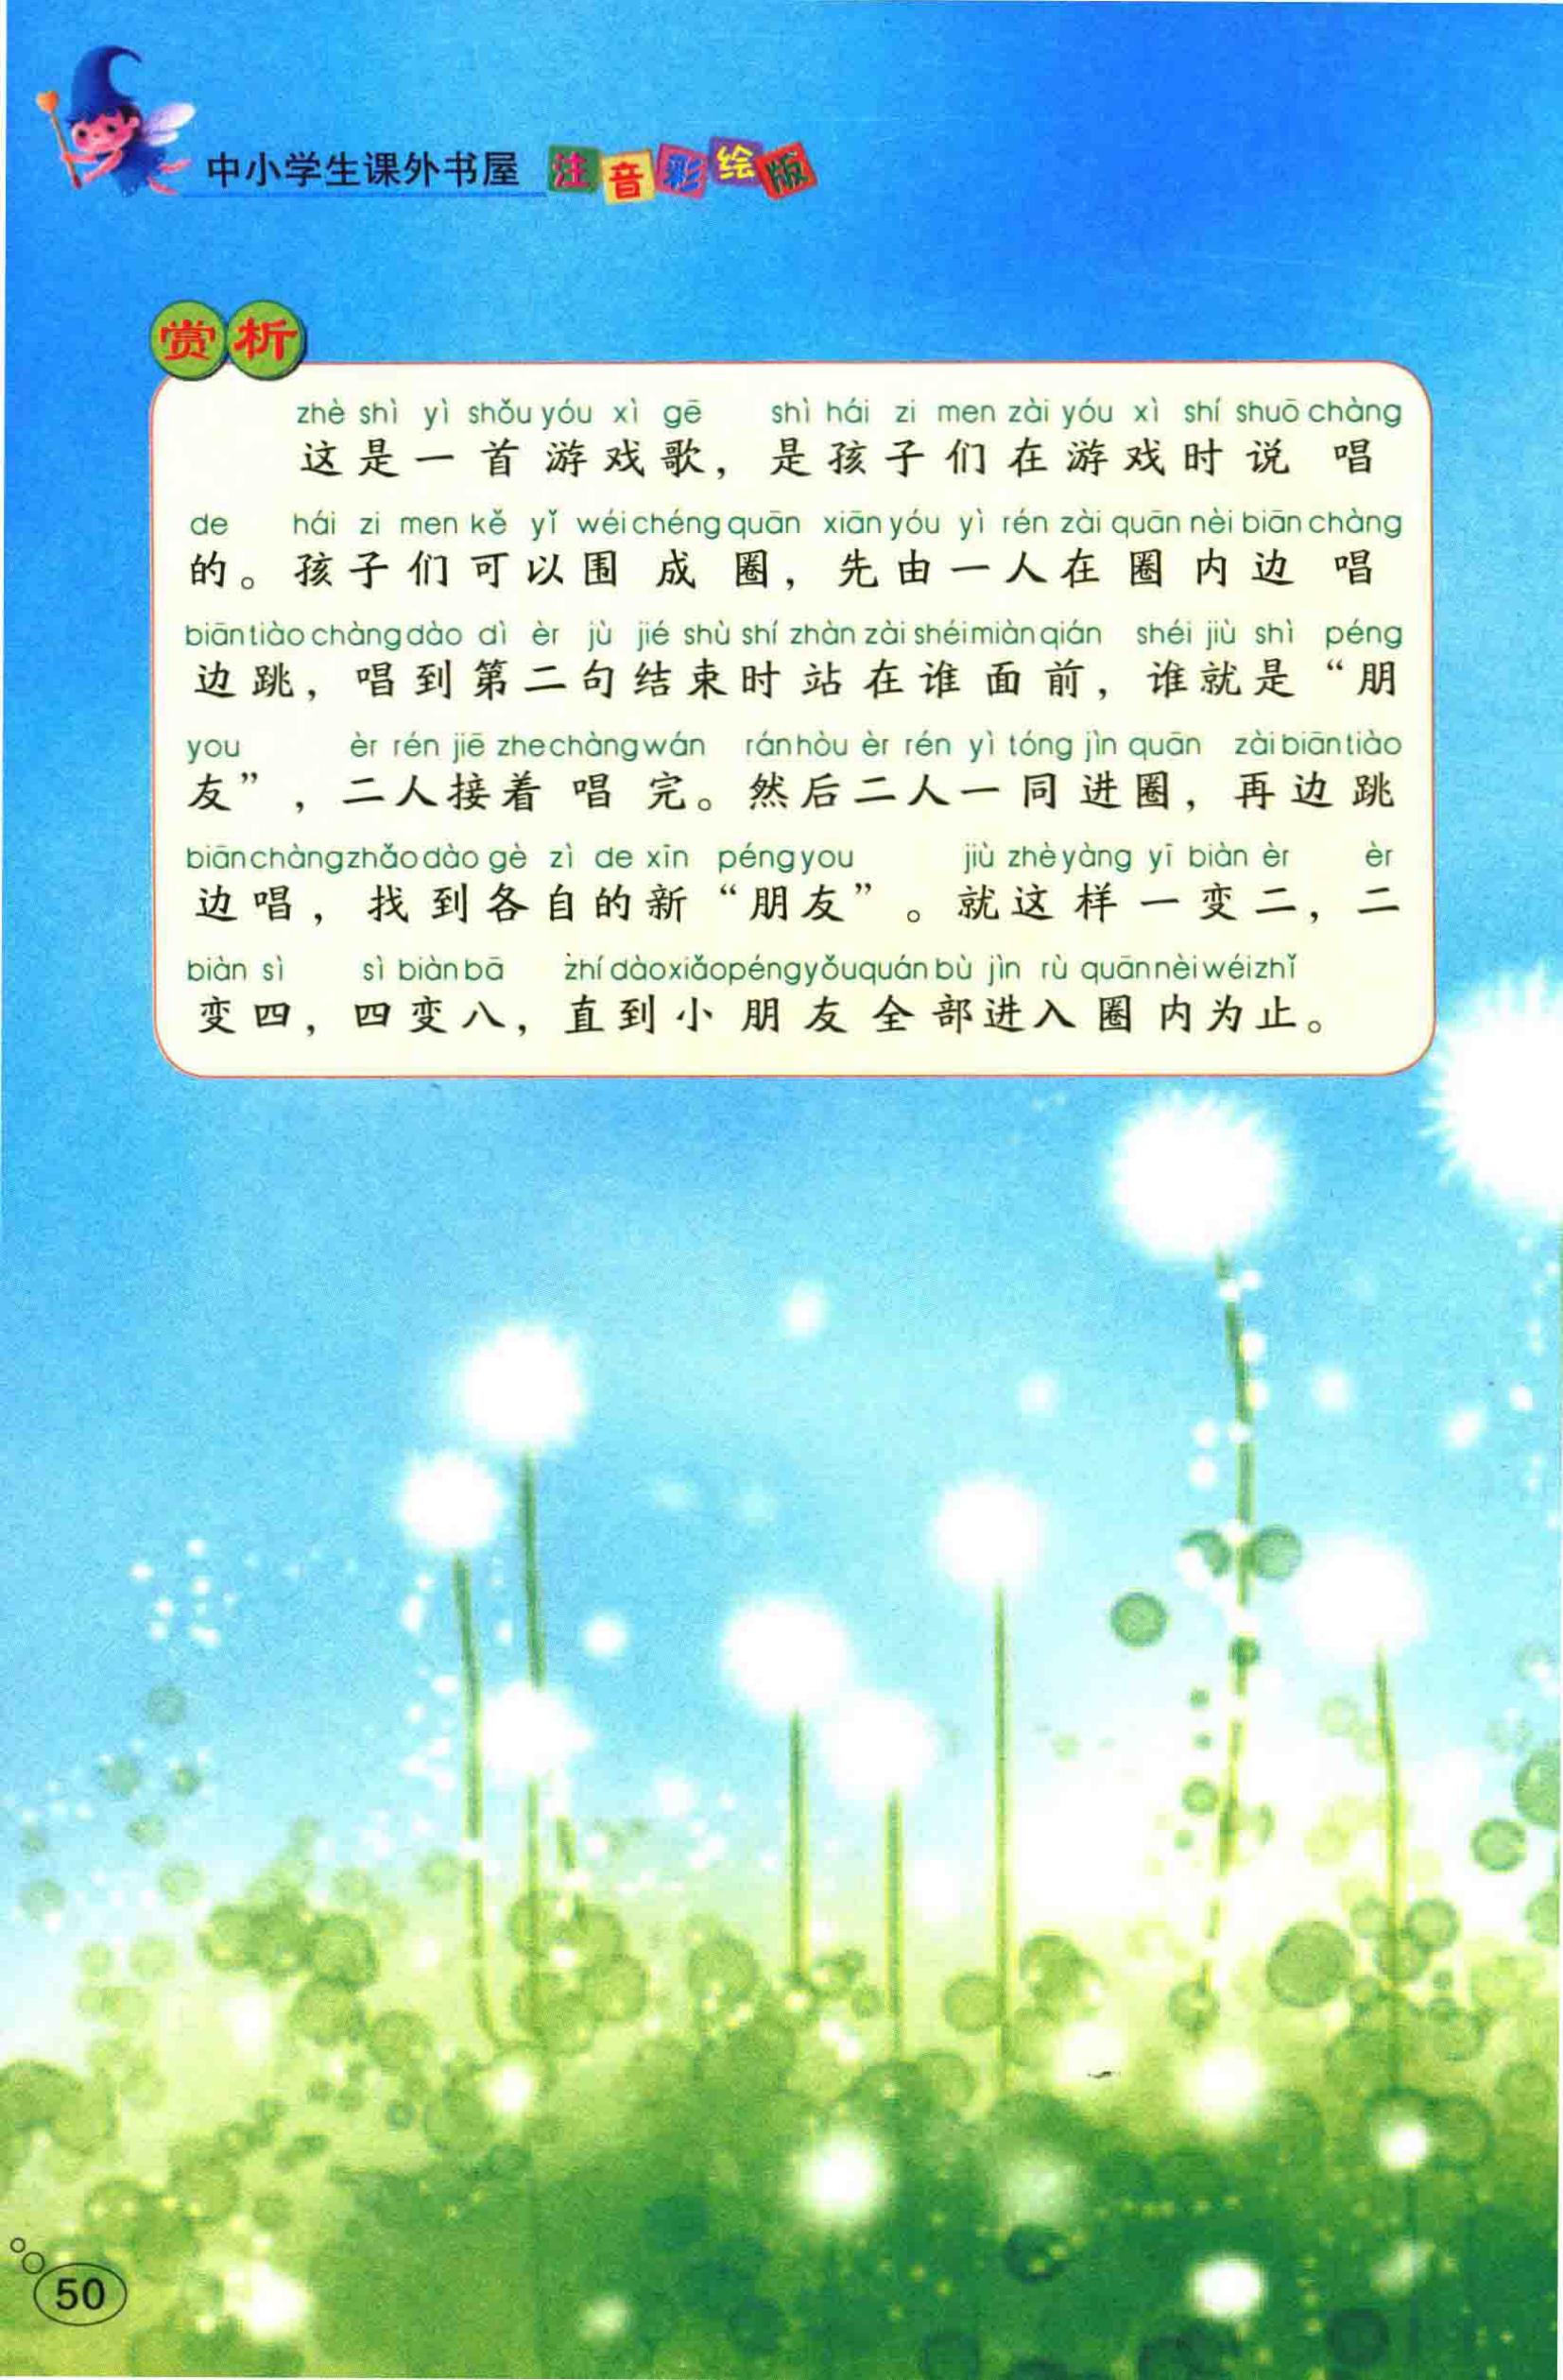 中小学生课外书屋 注音彩绘版
赏析
zhè shì yì shǒu yóu xì gē shì hái zi men zài yóu xì shí shuō chàng
这是一首游戏歌，是孩子们在游戏时说唱
de hái zi men kě yǐ wéi chéng quān xiān yóu yì rén zài quān nèi biān chàng
的。孩子们可以围成圈，先由一人在圈内边唱
biān tiào chàng dào dì èr jù jié shù shí zhàn zài shéi miàn qián shéi jiù shì péng
边跳，唱到第二句结束时站在谁面前，谁就是“朋
you èr rén jiē zhe chàng wán rán hòu èr rén yì tóng jìn quān zài biān tiào
友”，二人接着唱完。然后二人一同进圈，再边跳
biān chàng zhǎo dào gè zì de xīn péng you jiù zhè yàng yī biàn èr èr
边唱，找到各自的新“朋友”。就这样一变二，二
biàn sì sì biàn bā zhí dào xiǎo péng yǒu quán bù jìn rù quān nèi wéi zhǐ
变四，四变八，直到小朋友全部进入圈内为止。
50